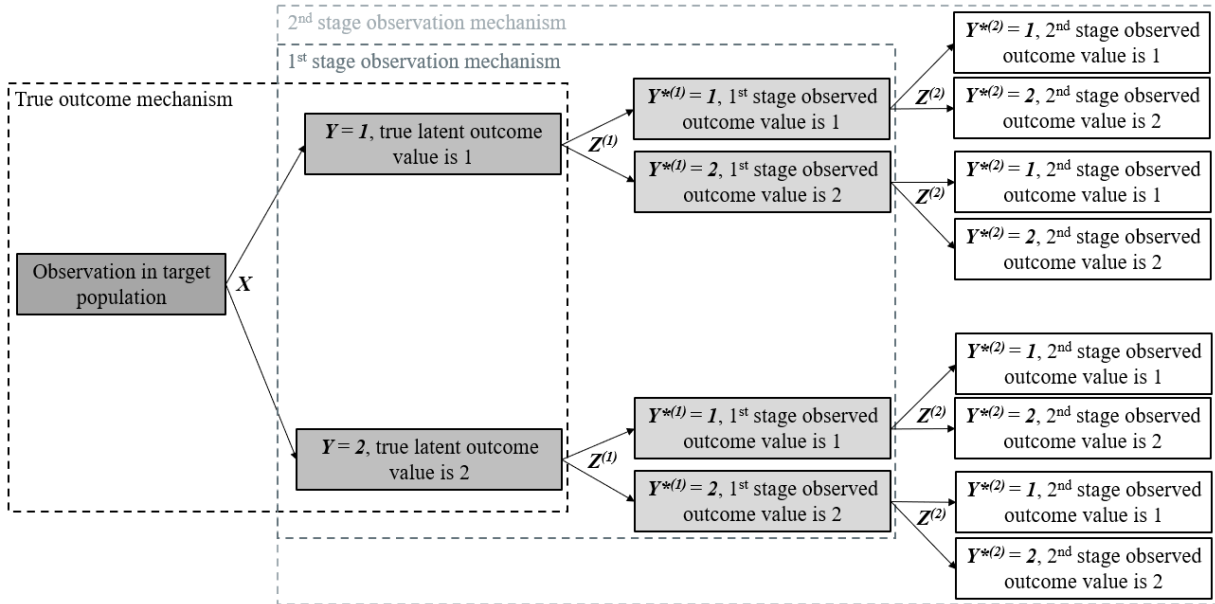 2nd stage observation mechanism
1st stage observation mechanism
True outcome mechanism
Observation in target
population
X
Y = 1, true latent outcome
value is 1
Z(1)
Y*(1) = 1, 1st stage observed
outcome value is 1
Y*(1) = 2, 1st stage observed
outcome value is 2
Z(2)
Y*(2) = 1, 2nd stage observed
outcome value is 1
Y*(2) = 2, 2nd stage observed
outcome value is 2
Z(2)
Y*(2) = 1, 2nd stage observed
outcome value is 1
Y*(2) = 2, 2nd stage observed
outcome value is 2
Y = 2, true latent outcome
value is 2
Z(1)
Y*(1) = 1, 1st stage observed
outcome value is 1
Y*(1) = 2, 1st stage observed
outcome value is 2
Z(2)
Y*(2) = 1, 2nd stage observed
outcome value is 1
Y*(2) = 2, 2nd stage observed
outcome value is 2
Z(2)
Y*(2) = 1, 2nd stage observed
outcome value is 1
Y*(2) = 2, 2nd stage observed
outcome value is 2